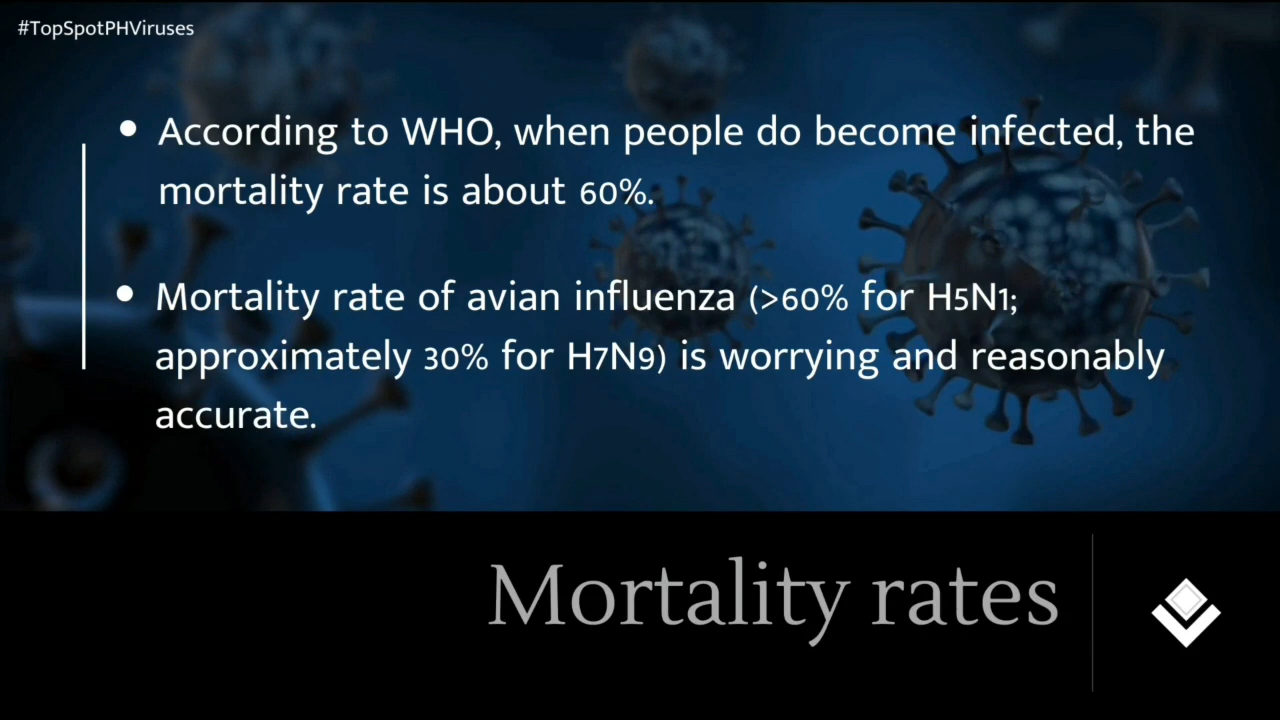 #TopSpotPHViruses
• According to WHO, when people do become infected, the
mortality rate is about 60%.
• Mortality rate of avian influenza (>60% for H5N1;
approximately 30% for H7N9) is worrying and reasonably
accurate.
Mortality rates